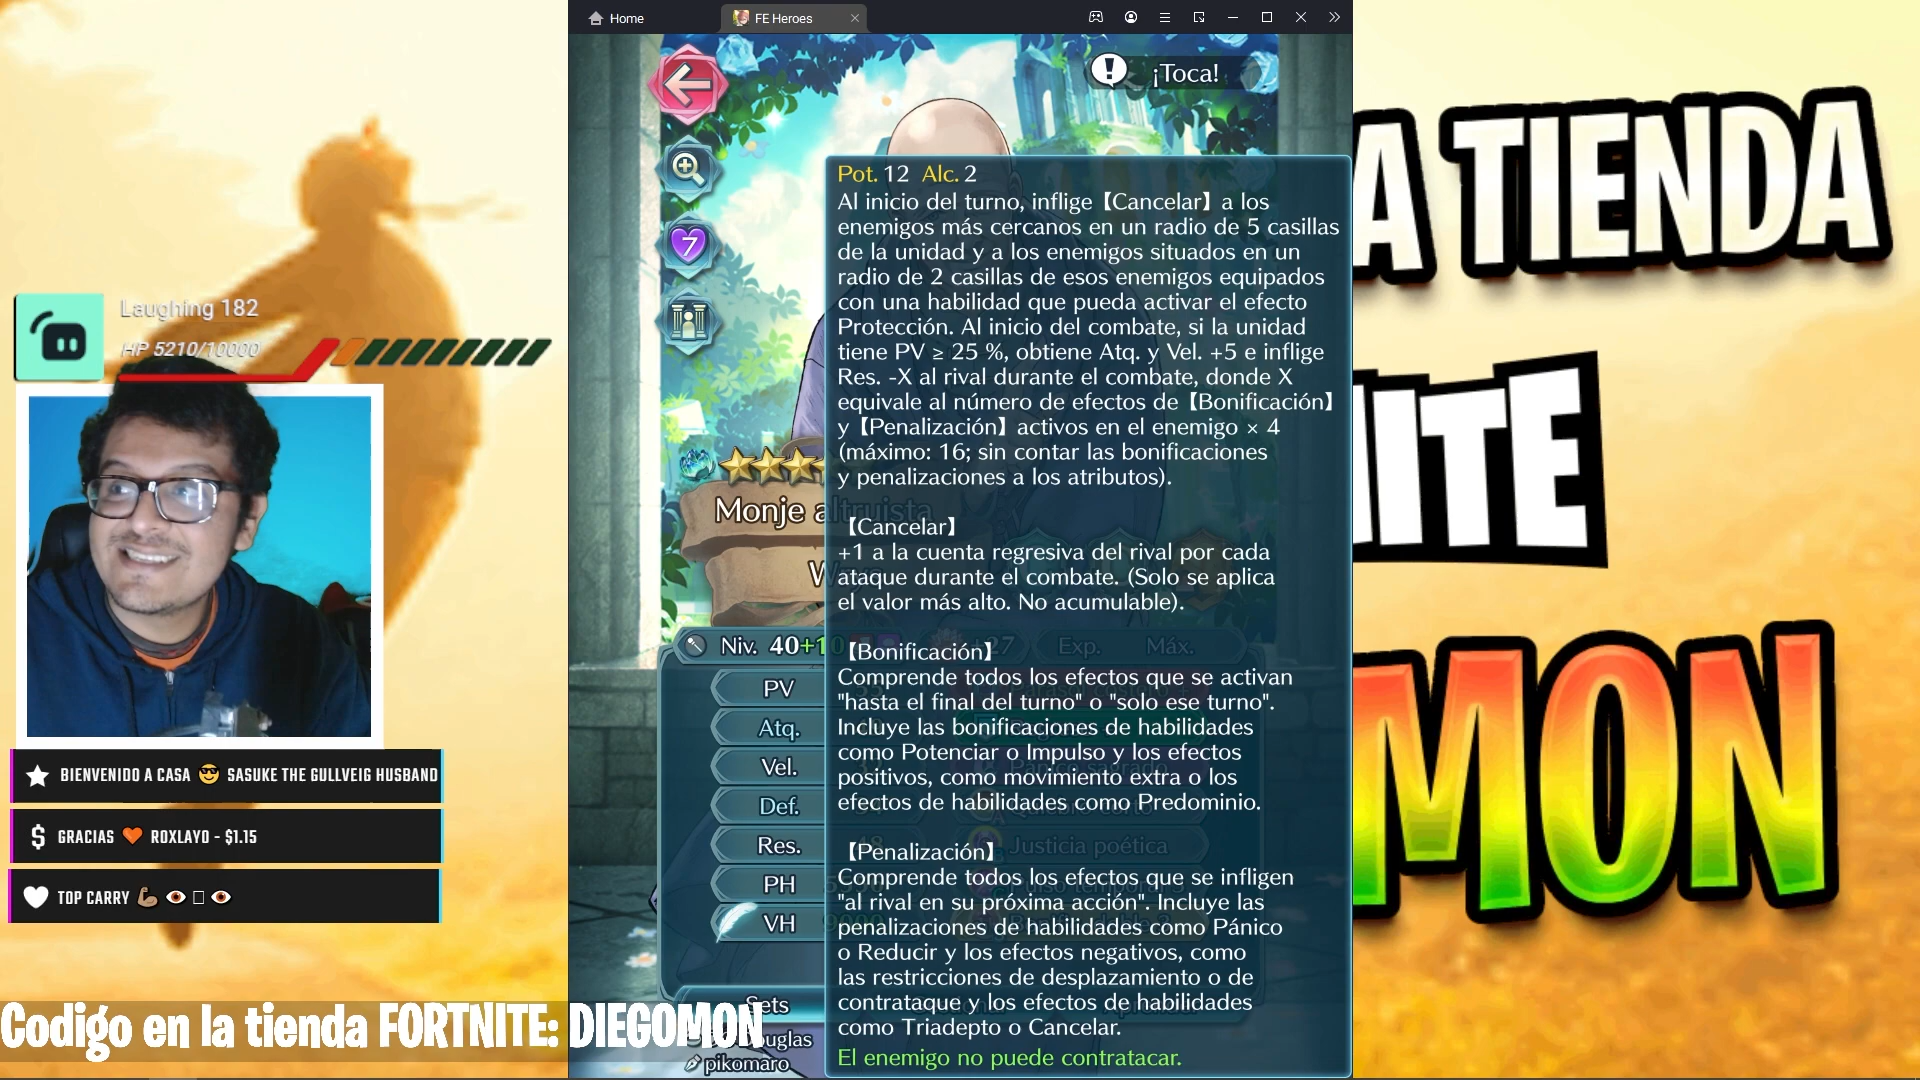 Home
FE Heroes
¡Toca!
7
A TIENDA
ITE
MON
Laughing 182
HP 5210/10000
Pot. 12 Alc. 2
Al inicio del turno, inflige【Cancelar】a los
enemigos más cercanos en un radio de 5 casillas
de la unidad y a los enemigos situados en un
radio de 2 casillas de esos enemigos equipados
con una habilidad que pueda activar el efecto
Protección. Al inicio del combate, si la unidad
tiene PV ≥ 25 %, obtiene Atq. y Vel. +5 e inflige
Res. -X al rival durante el combate, donde X
equivale al número de efectos de【Bonificación】
y【Penalización】activos en el enemigo × 4
(máximo: 16; sin contar las bonificaciones
y penalizaciones a los atributos).
【Cancelar】
+1 a la cuenta regresiva del rival por cada
ataque durante el combate. (Solo se aplica
el valor más alto. No acumulable).
【Bonificación】
Comprende todos los efectos que se activan
"hasta el final del turno" o "solo ese turno".
Incluye las bonificaciones de habilidades
como Potenciar o Impulso y los efectos
positivos, como movimiento extra o los
efectos de habilidades como Predominio.
【Penalización】
Comprende todos los efectos que se infligen
"al rival en su próxima acción". Incluye las
penalizaciones de habilidades como Pánico
o Reducir y los efectos negativos, como
las restricciones de desplazamiento o de
contrataque y los efectos de habilidades
como Triadepto o Cancelar.
El enemigo no puede contratacar.
Monje altruista
Niv. 40+10
Exp. Máx.
PV
Atq.
Vel.
Def.
Res.
Justicia poética
PH
VH
Sets
pikomaro
BIENVENIDO A CASA 😎 SASUKE THE GULLVEIG HUSBAND
GRACIAS 🧡 ROXLAYO - $1.15
TOP CARRY 💪🏾 👁 □ 👁
Codigo en la tienda FORTNITE: DIEGOMON